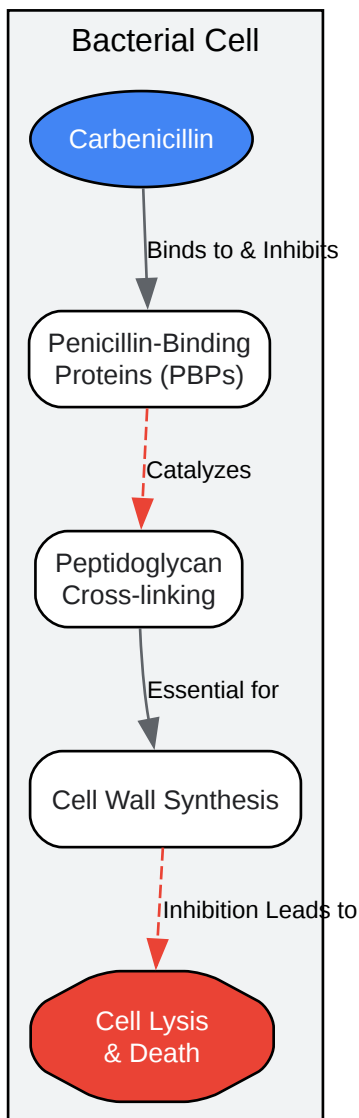 Bacterial Cell
Carbenicillin
Binds to & Inhibits
Penicillin-Binding
Proteins (PBPs)
Catalyzes
Peptidoglycan
Cross-linking
Essential for
Cell Wall Synthesis
Inhibition Leads to
Cell Lysis
& Death